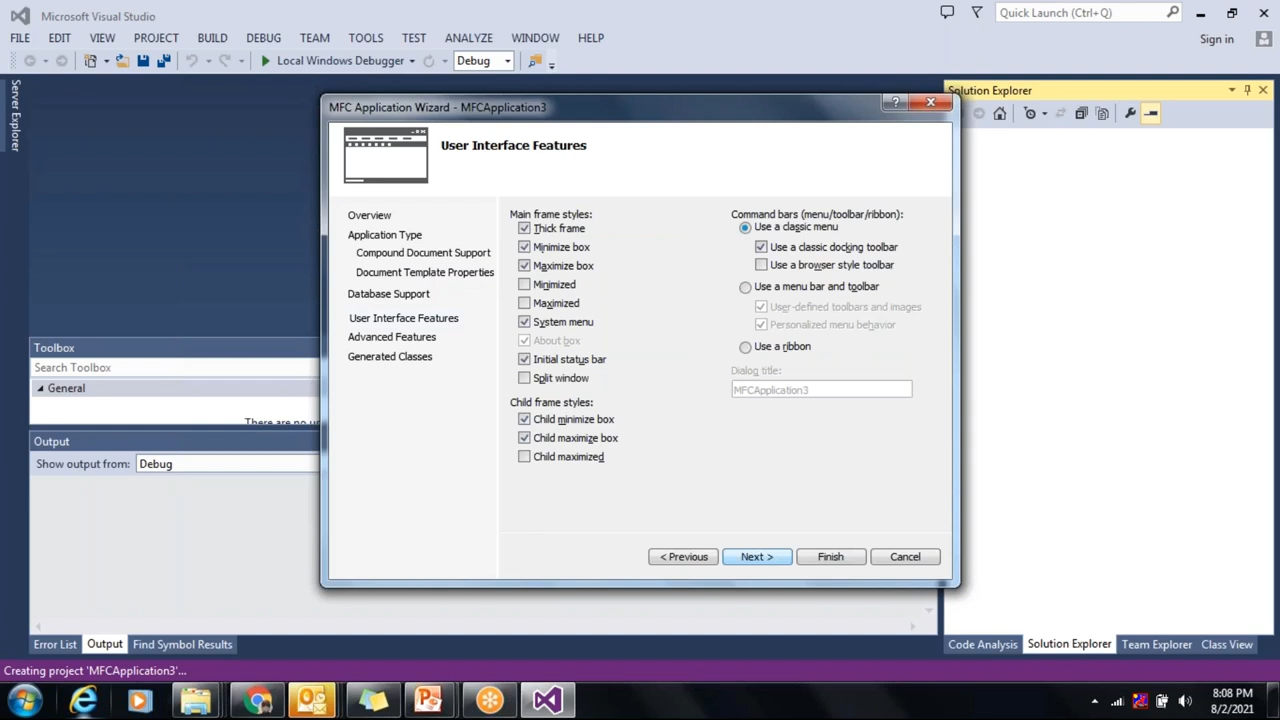 Microsoft Visual Studio
Quick Launch (Ctrl+Q)
FILE EDIT VIEW PROJECT BUILD DEBUG TEAM TOOLS TEST ANALYZE WINDOW HELP
Sign in
Local Windows Debugger
Debug
Server Explorer
Solution Explorer
MFC Application Wizard - MFCApplication3
User Interface Features
Overview
Application Type
Compound Document Support
Document Template Properties
Database Support
User Interface Features
Advanced Features
Generated Classes
Main frame styles:
Thick frame
Minimize box
Maximize box
Minimized
Maximized
System menu
About box
Initial status bar
Split window
Child frame styles:
Child minimize box
Child maximize box
Child maximized
Command bars (menu/toolbar/ribbon):
Use a classic menu
Use a classic docking toolbar
Use a browser style toolbar
Use a menu bar and toolbar
User-defined toolbars and images
Personalized menu behavior
Use a ribbon
Dialog title:
MFCApplication3
< Previous
Next >
Finish
Cancel
Toolbox
Search Toolbox
General
There are no u
Output
Show output from: Debug
Error List Output Find Symbol Results
Code Analysis Solution Explorer Team Explorer Class View
Creating project 'MFCApplication3'...
8:08 PM
8/2/2021